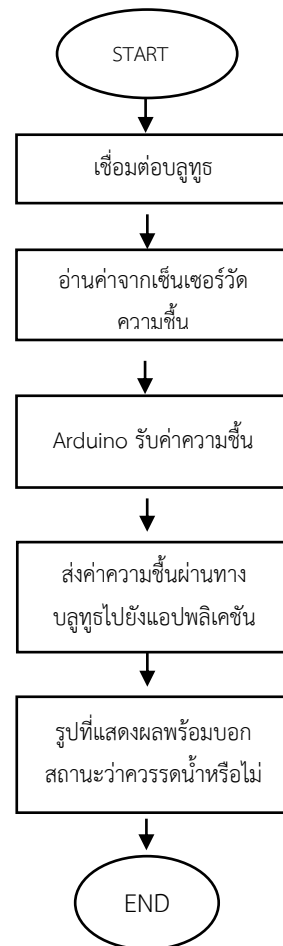 START
เชื่อมต่อบลูทูธ
อ่านค่าจากเซ็นเซอร์วัด
ความชื้น
Arduino รับค่าความชื้น
ส่งค่าความชื้นผ่านทาง
บลูทูธไปยังแอปพลิเคชัน
รูปที่แสดงผลพร้อมบอก
สถานะว่าควรรดน้ำหรือไม่
END